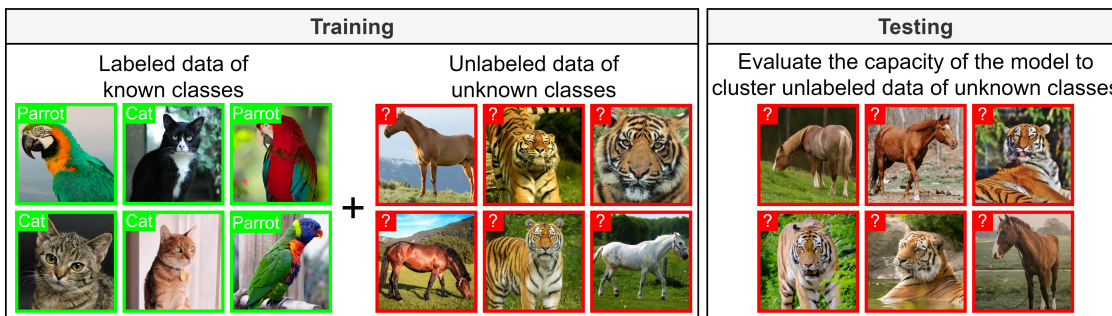 Training
Testing
Labeled data of
known classes
Unlabeled data of
unknown classes
Evaluate the capacity of the model to
cluster unlabeled data of unknown classes
Parrot
Cat
Parrot
?
?
?
?
?
?
+
Cat
Cat
Parrot
?
?
?
?
?
?